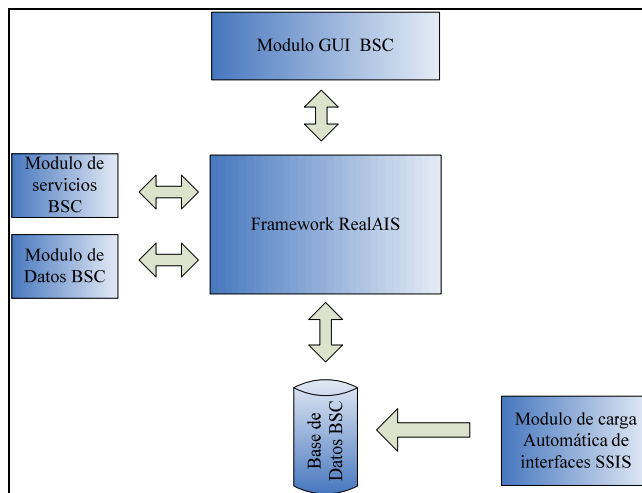 Modulo GUI BSC
Modulo de
servicios
BSC
Framework RealAIS
Modulo de
Datos BSC
Base de
Datos BSC
Modulo de carga
Automática de
interfaces SSIS